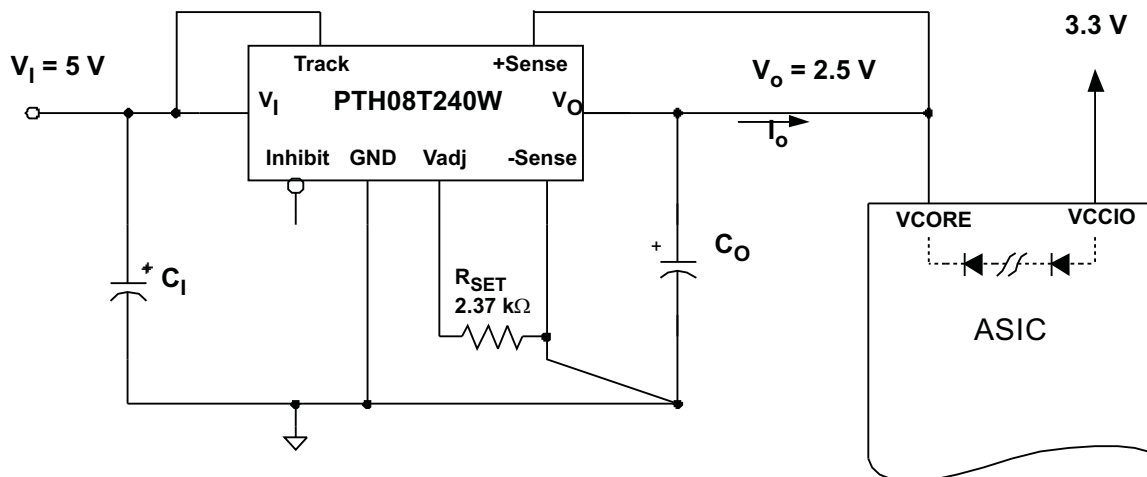 3.3 V
V_I = 5 V
Track
+Sense
V_o = 2.5 V
V_I
PTH08T240W
V_O
I_o
Inhibit
GND
Vadj
-Sense
VCORE
VCCIO
+
C_I
+
C_O
R_SET
2.37 kΩ
ASIC